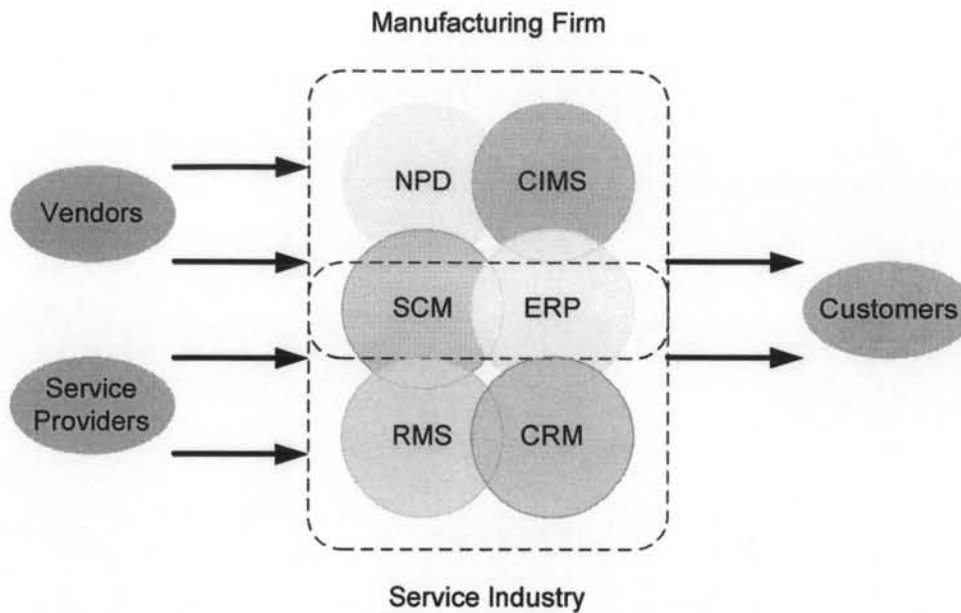 Manufacturing Firm
NPD
CIMS
Vendors
SCM
ERP
Customers
Service
Providers
RMS
CRM
Service Industry